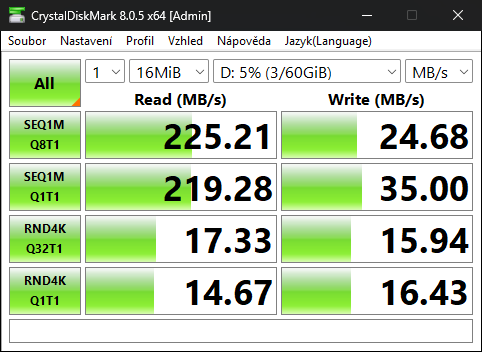 CrystalDiskMark 8.0.5 x64 [Admin]
Soubor Nastavení Profil Vzhled Nápověda Jazyk(Language)
All 1 16MiB D: 5% (3/60GiB) MB/s
Read (MB/s) Write (MB/s)
SEQ1M
Q8T1 225.21 24.68
SEQ1M
Q1T1 219.28 35.00
RND4K
Q32T1 17.33 15.94
RND4K
Q1T1 14.67 16.43